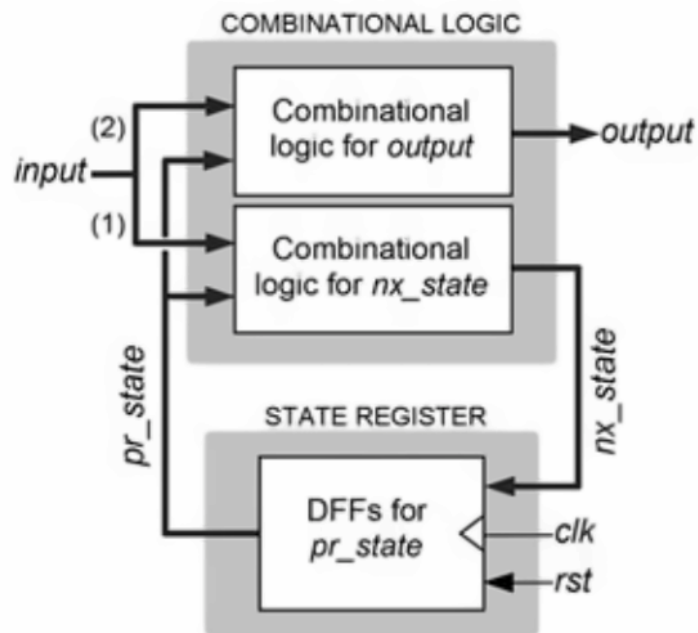 COMBINATIONAL LOGIC
Combinational
logic for output
(2)
output
input
(1)
Combinational
logic for nx_state
pr_state
nx_state
STATE REGISTER
DFFs for
pr_state
clk
rst